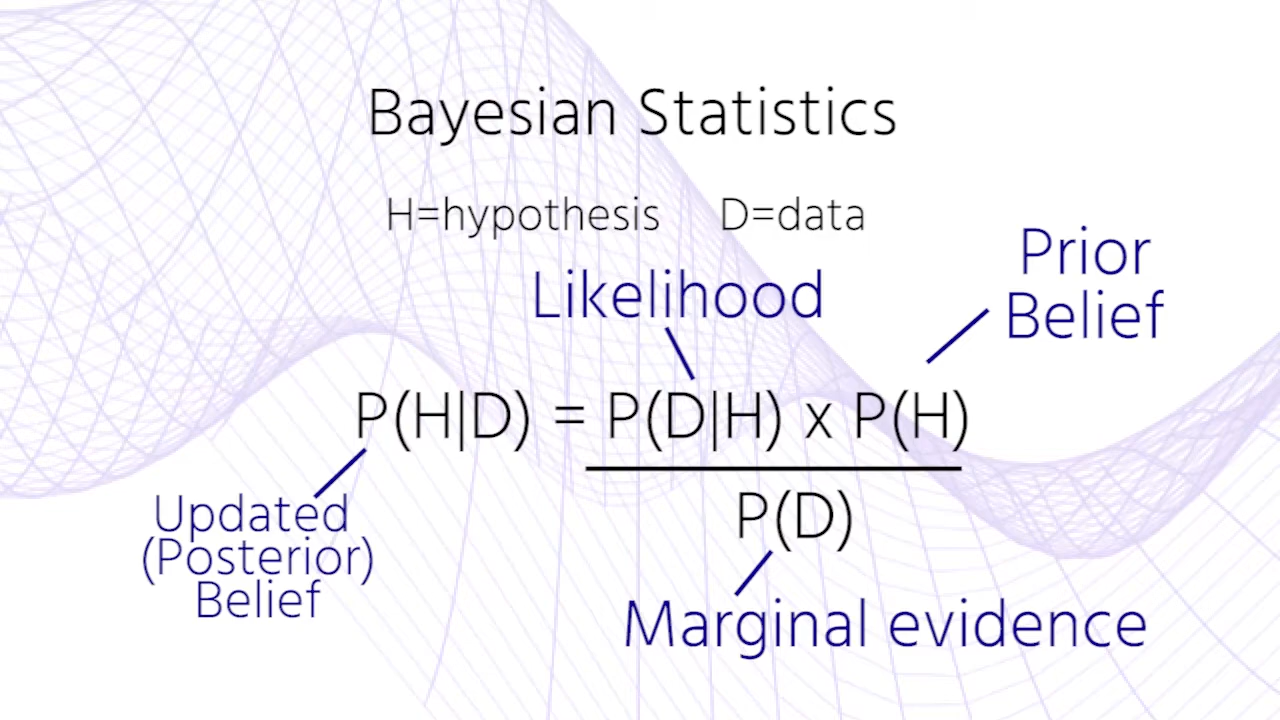 Bayesian Statistics
H=hypothesis D=data
Prior
Belief
Likelihood
P(H|D) = P(D|H) x P(H)
P(D)
Updated
(Posterior)
Belief
Marginal evidence